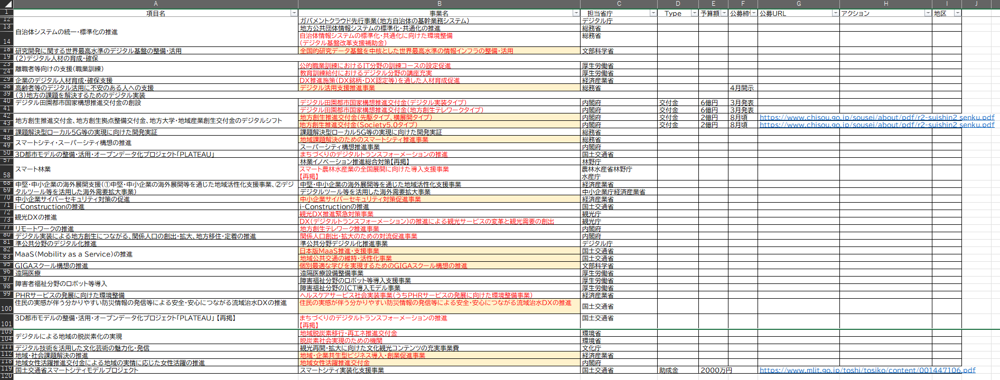 A B C D E F G H I J
1 項目名 事業名 担当省庁 Type 予算額 公募締 公募URL アクション 地区
12 自治体システムの統一・標準化の推進 ガバメントクラウド先行事業(地方自治体の基幹業務システム) デジタル庁
13 地方公共団体情報システムの標準化・共通化の推進 総務省
14 自治体情報システムの標準化・共通化に向けた環境整備 総務省
(デジタル基盤改革支援補助金)
18 研究開発に関する世界最高水準のデジタル基盤の整備・活用 全国的研究データ基盤を中核とした世界最高水準の情報インフラの整備・活用 文部科学省
19 (2)デジタル人材の育成・確保
23 離職者等向けの支援(職業訓練) 公的職業訓練におけるIT分野の訓練コースの設定促進 厚生労働省
24 教育訓練給付におけるデジタル分野の講座充実 厚生労働省
29 企業のデジタル人材育成・確保支援 DX推進施策(DX銘柄・DX認定等)を通した人材育成促進 経済産業省
38 高齢者等のデジタル活用に不安のある人への支援 デジタル活用支援推進事業 総務省 4月開示
39 (3)地方の課題を解決するためのデジタル実装
40 デジタル田園都市国家構想推進交付金の創設 デジタル田園都市国家構想推進交付金(デジタル実装タイプ) 内閣府 交付金 6億円 3月発表
41 デジタル田園都市国家構想推進交付金(地方創生テレワークタイプ) 内閣府 交付金 6億円 3月発表
42 地方創生推進交付金、地方創生拠点整備交付金、地方大学・地域産業創生交付金のデジタルシフト 地方創生推進交付金(先駆タイプ、横展開タイプ) 内閣府 交付金 2億円 8月頃 https://www.chisou.go.jp/sousei/about/pdf/r2-suishin2_senku.pdf
43 地方創生推進交付金(Society5.0タイプ) 内閣府 交付金 2億円 8月頃 https://www.chisou.go.jp/sousei/about/pdf/r2-suishin2_senku.pdf
47 課題解決型ローカル5G等の実現に向けた開発実証 課題解決型ローカル5G等の実現に向けた開発実証 総務省
48 スマートシティ・スーパーシティ構想の推進 地域課題解決のためのスマートシティ推進事業 総務省
49 スーパーシティ構想推進事業 内閣府
50 3D都市モデルの整備・活用・オープンデータ化プロジェクト「PLATEAU」 まちづくりのデジタルトランスフォーメーションの推進 国土交通省
57 スマート林業 林業イノベーション推進総合対策【再掲】 林野庁
58 スマート農林水産業の全国展開に向けた導入支援事業 農林水産省林野庁
【再掲】 水産庁
68 中堅・中小企業の海外展開支援(①中堅・中小企業の海外展開等を通じた地域活性化支援事業、②デジ 中堅・中小企業の海外展開等を通じた地域活性化支援事業 経済産業省
69 タルツール等を活用した海外需要拡大事業) デジタルツール等を活用した海外需要拡大事業 中小企業庁経済産業省
70 中小企業サイバーセキュリティ対策の促進 中小企業サイバーセキュリティ対策促進事業 経済産業省
71 i-Constructionの推進 i-Constructionの推進 国土交通省
72 観光DXの推進 観光DX推進緊急対策事業 観光庁
73 DX(デジタルトランスフォーメーション)の推進による観光サービスの変革と観光需要の創出 観光庁
77 リモートワークの推進 地方創生テレワーク推進事業 内閣府
80 デジタル実装による地方創生につながる、関係人口の創出・拡大、地方移住・定着の推進 関係人口創出・拡大のための対流促進事業 内閣府
81 準公共分野のデジタル化推進 準公共分野デジタル化推進事業 デジタル庁
82 MaaS(Mobility as a Service)の推進 日本版MaaS推進・支援事業 国土交通省
83 地域公共交通の維持・活性化事業 国土交通省
95 GIGAスクール構想の推進 個別最適な学びを実現するためのGIGAスクール構想の推進 文部科学省
96 遠隔医療 遠隔医療設備整備事業 厚生労働省
97 障害者福祉分野のロボット等導入 障害福祉分野のロボット等導入支援事業 厚生労働省
98 障害福祉分野のICT導入モデル事業 厚生労働省
99 PHRサービスの発展に向けた環境整備 ヘルスケアサービス社会実装事業(うちPHRサービスの発展に向けた環境整備事業) 経済産業省
100 住民の実感が伴う分かりやすい防災情報の発信等による安全・安心につながる流域治水DXの推進 住民の実感が伴う分かりやすい防災情報の発信等による安全・安心につながる流域治水DXの推進 国土交通省
101 3D都市モデルの整備・活用・オープンデータ化プロジェクト「PLATEAU」【再掲】 まちづくりのデジタルトランスフォーメーションの推進 国土交通省
【再掲】
103 デジタルによる地域の脱炭素化の実現 地域脱炭素移行・再エネ推進交付金 環境省
104 脱炭素社会実現のための機関 環境省
111 デジタル技術を活用した文化芸術の魅力化・発信 観光再開・拡大に向けた文化観光コンテンツの充実事業費 文化庁
112 地域・社会課題解決の推進 地域・企業共生型ビジネス導入・創業促進事業 経済産業省
118 地域女性活躍推進交付金による地域の実情に応じた女性活躍の推進 地域女性活躍推進交付金 内閣府
119 国土交通省スマートシティモデルプロジェクト スマートシティ実装化支援事業 国土交通省 助成金 2000万円 https://www.mlit.go.jp/toshi/tosiko/content/001447106.pdf
120